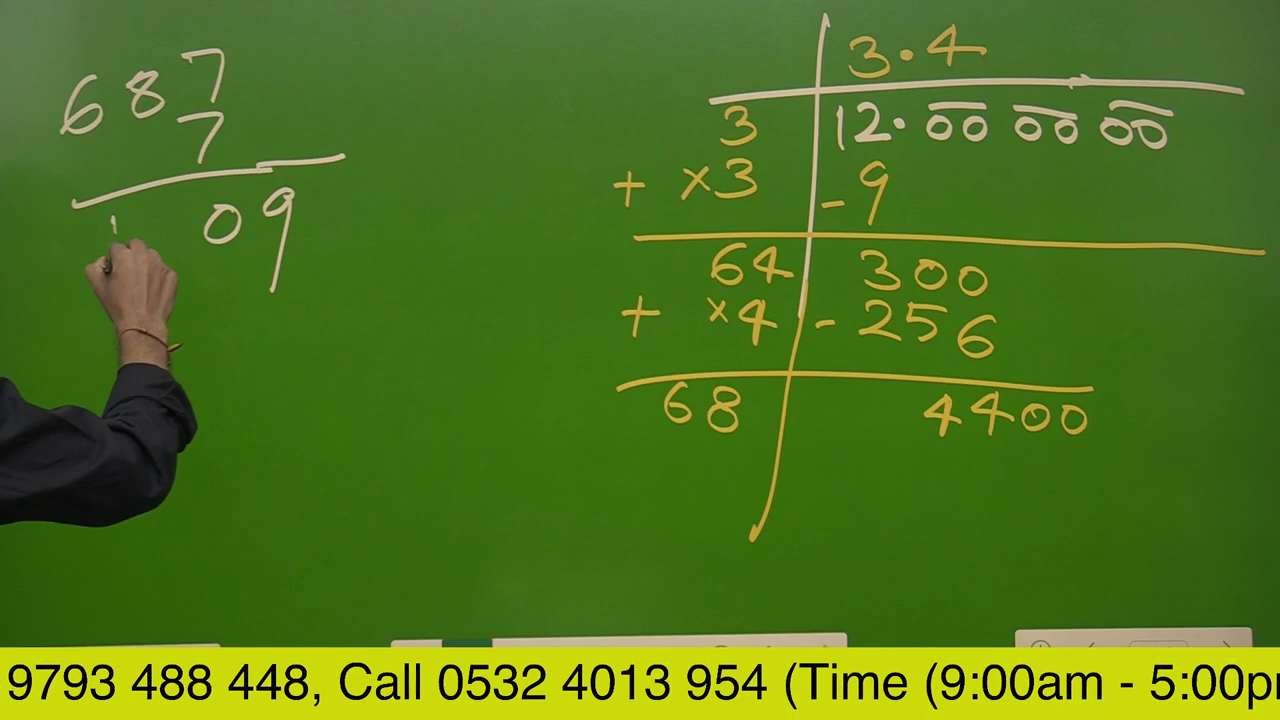 687
7
09
3.4
3 12.00 00 00
+ ×3 -9
64 300
+ ×4 -256
68 4400
9793 488 448, Call 0532 4013 954 (Time (9:00am - 5:00p